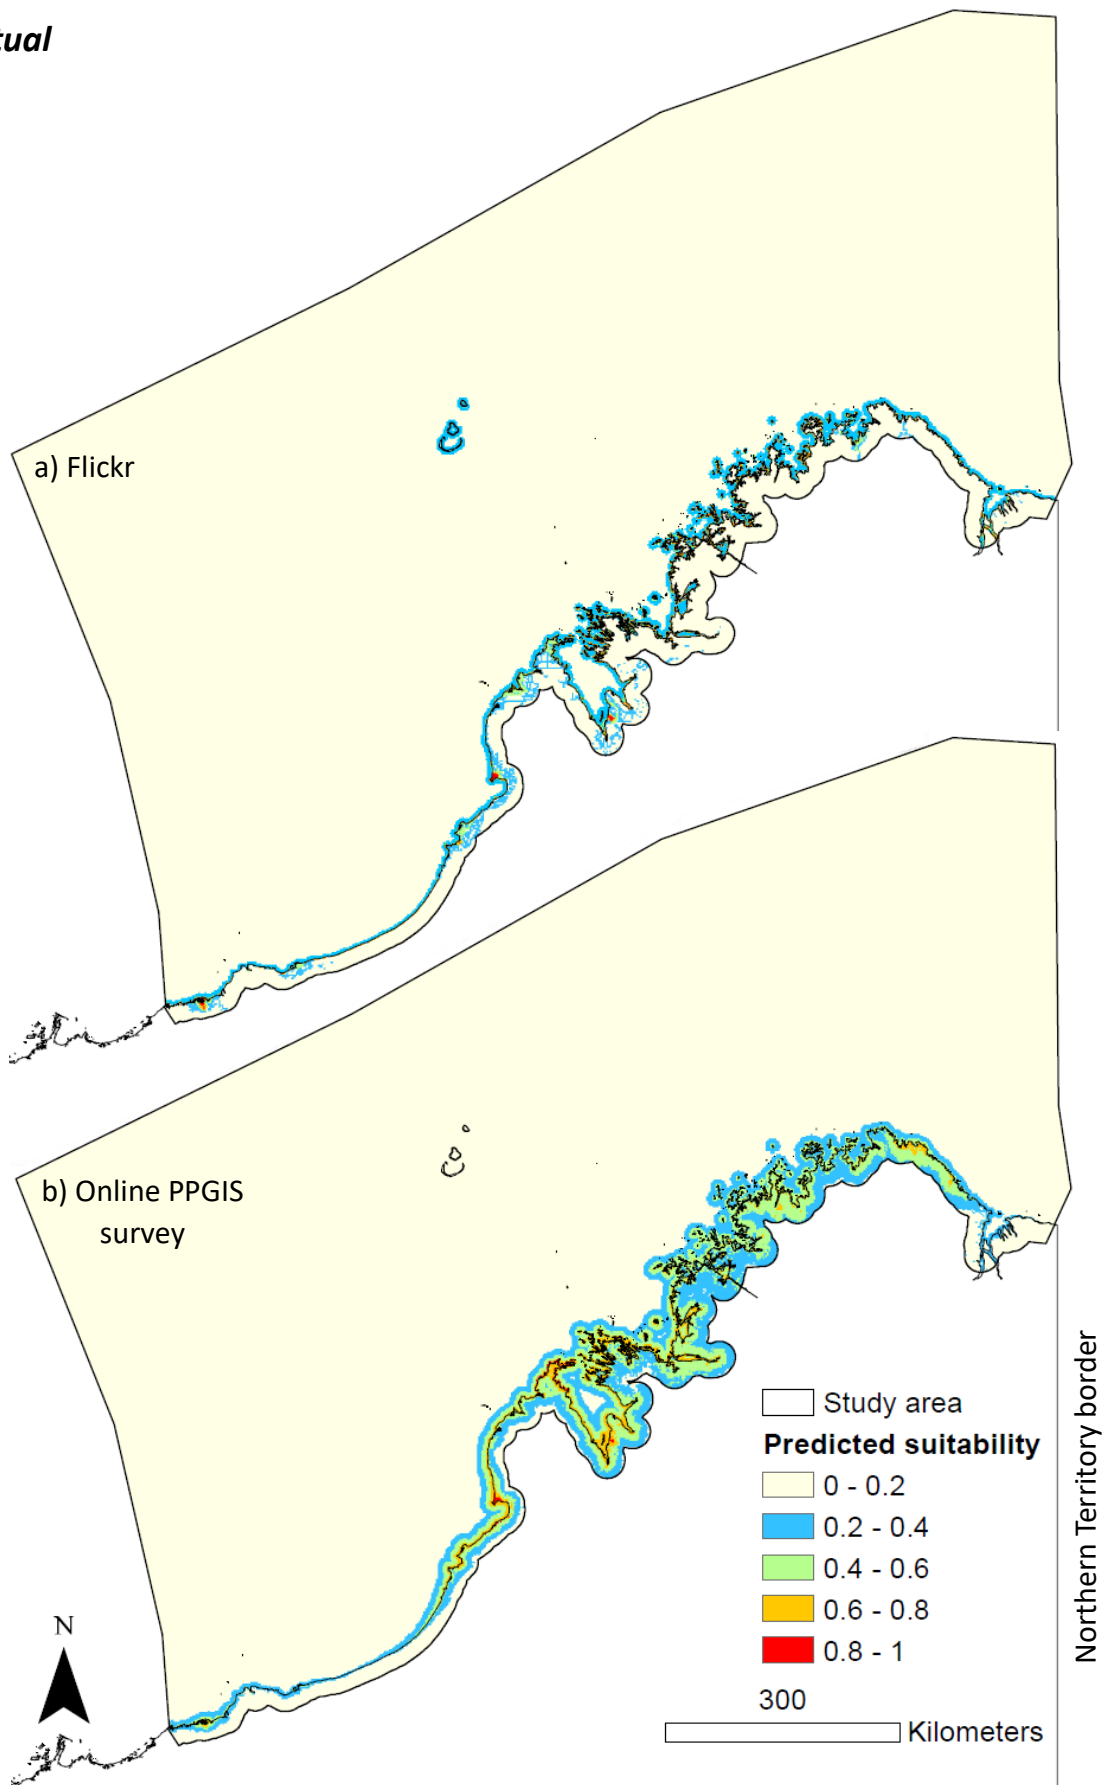 tual
a) Flickr
b) Online PPGIS
survey
Study area
Predicted suitability
0 - 0.2
0.2 - 0.4
0.4 - 0.6
0.6 - 0.8
0.8 - 1
300
Kilometers
N
Northern Territory border